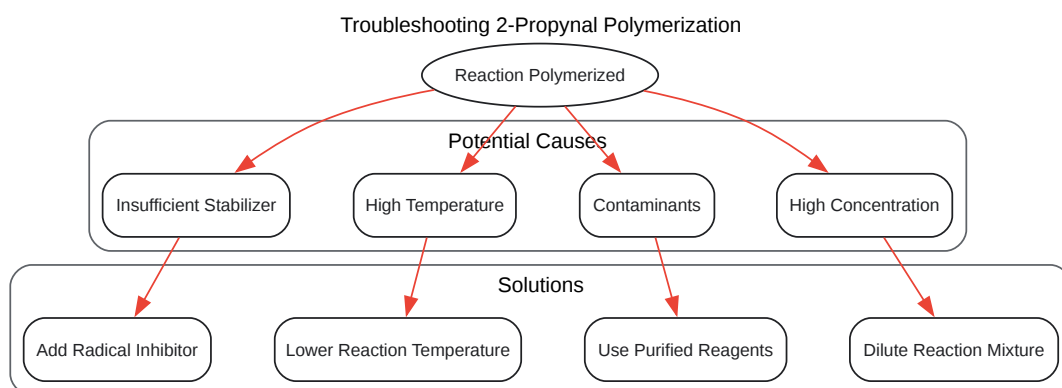 Troubleshooting 2-Propynal Polymerization
Reaction Polymerized
Potential Causes
Insufficient Stabilizer
High Temperature
Contaminants
High Concentration
Solutions
Add Radical Inhibitor
Lower Reaction Temperature
Use Purified Reagents
Dilute Reaction Mixture